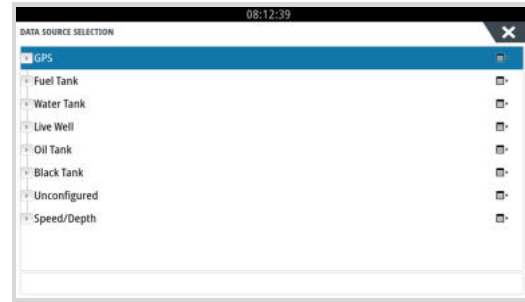 08:12:39
DATA SOURCE SELECTION
GPS
Fuel Tank
Water Tank
Live Well
Oil Tank
Black Tank
Unconfigured
Speed/Depth